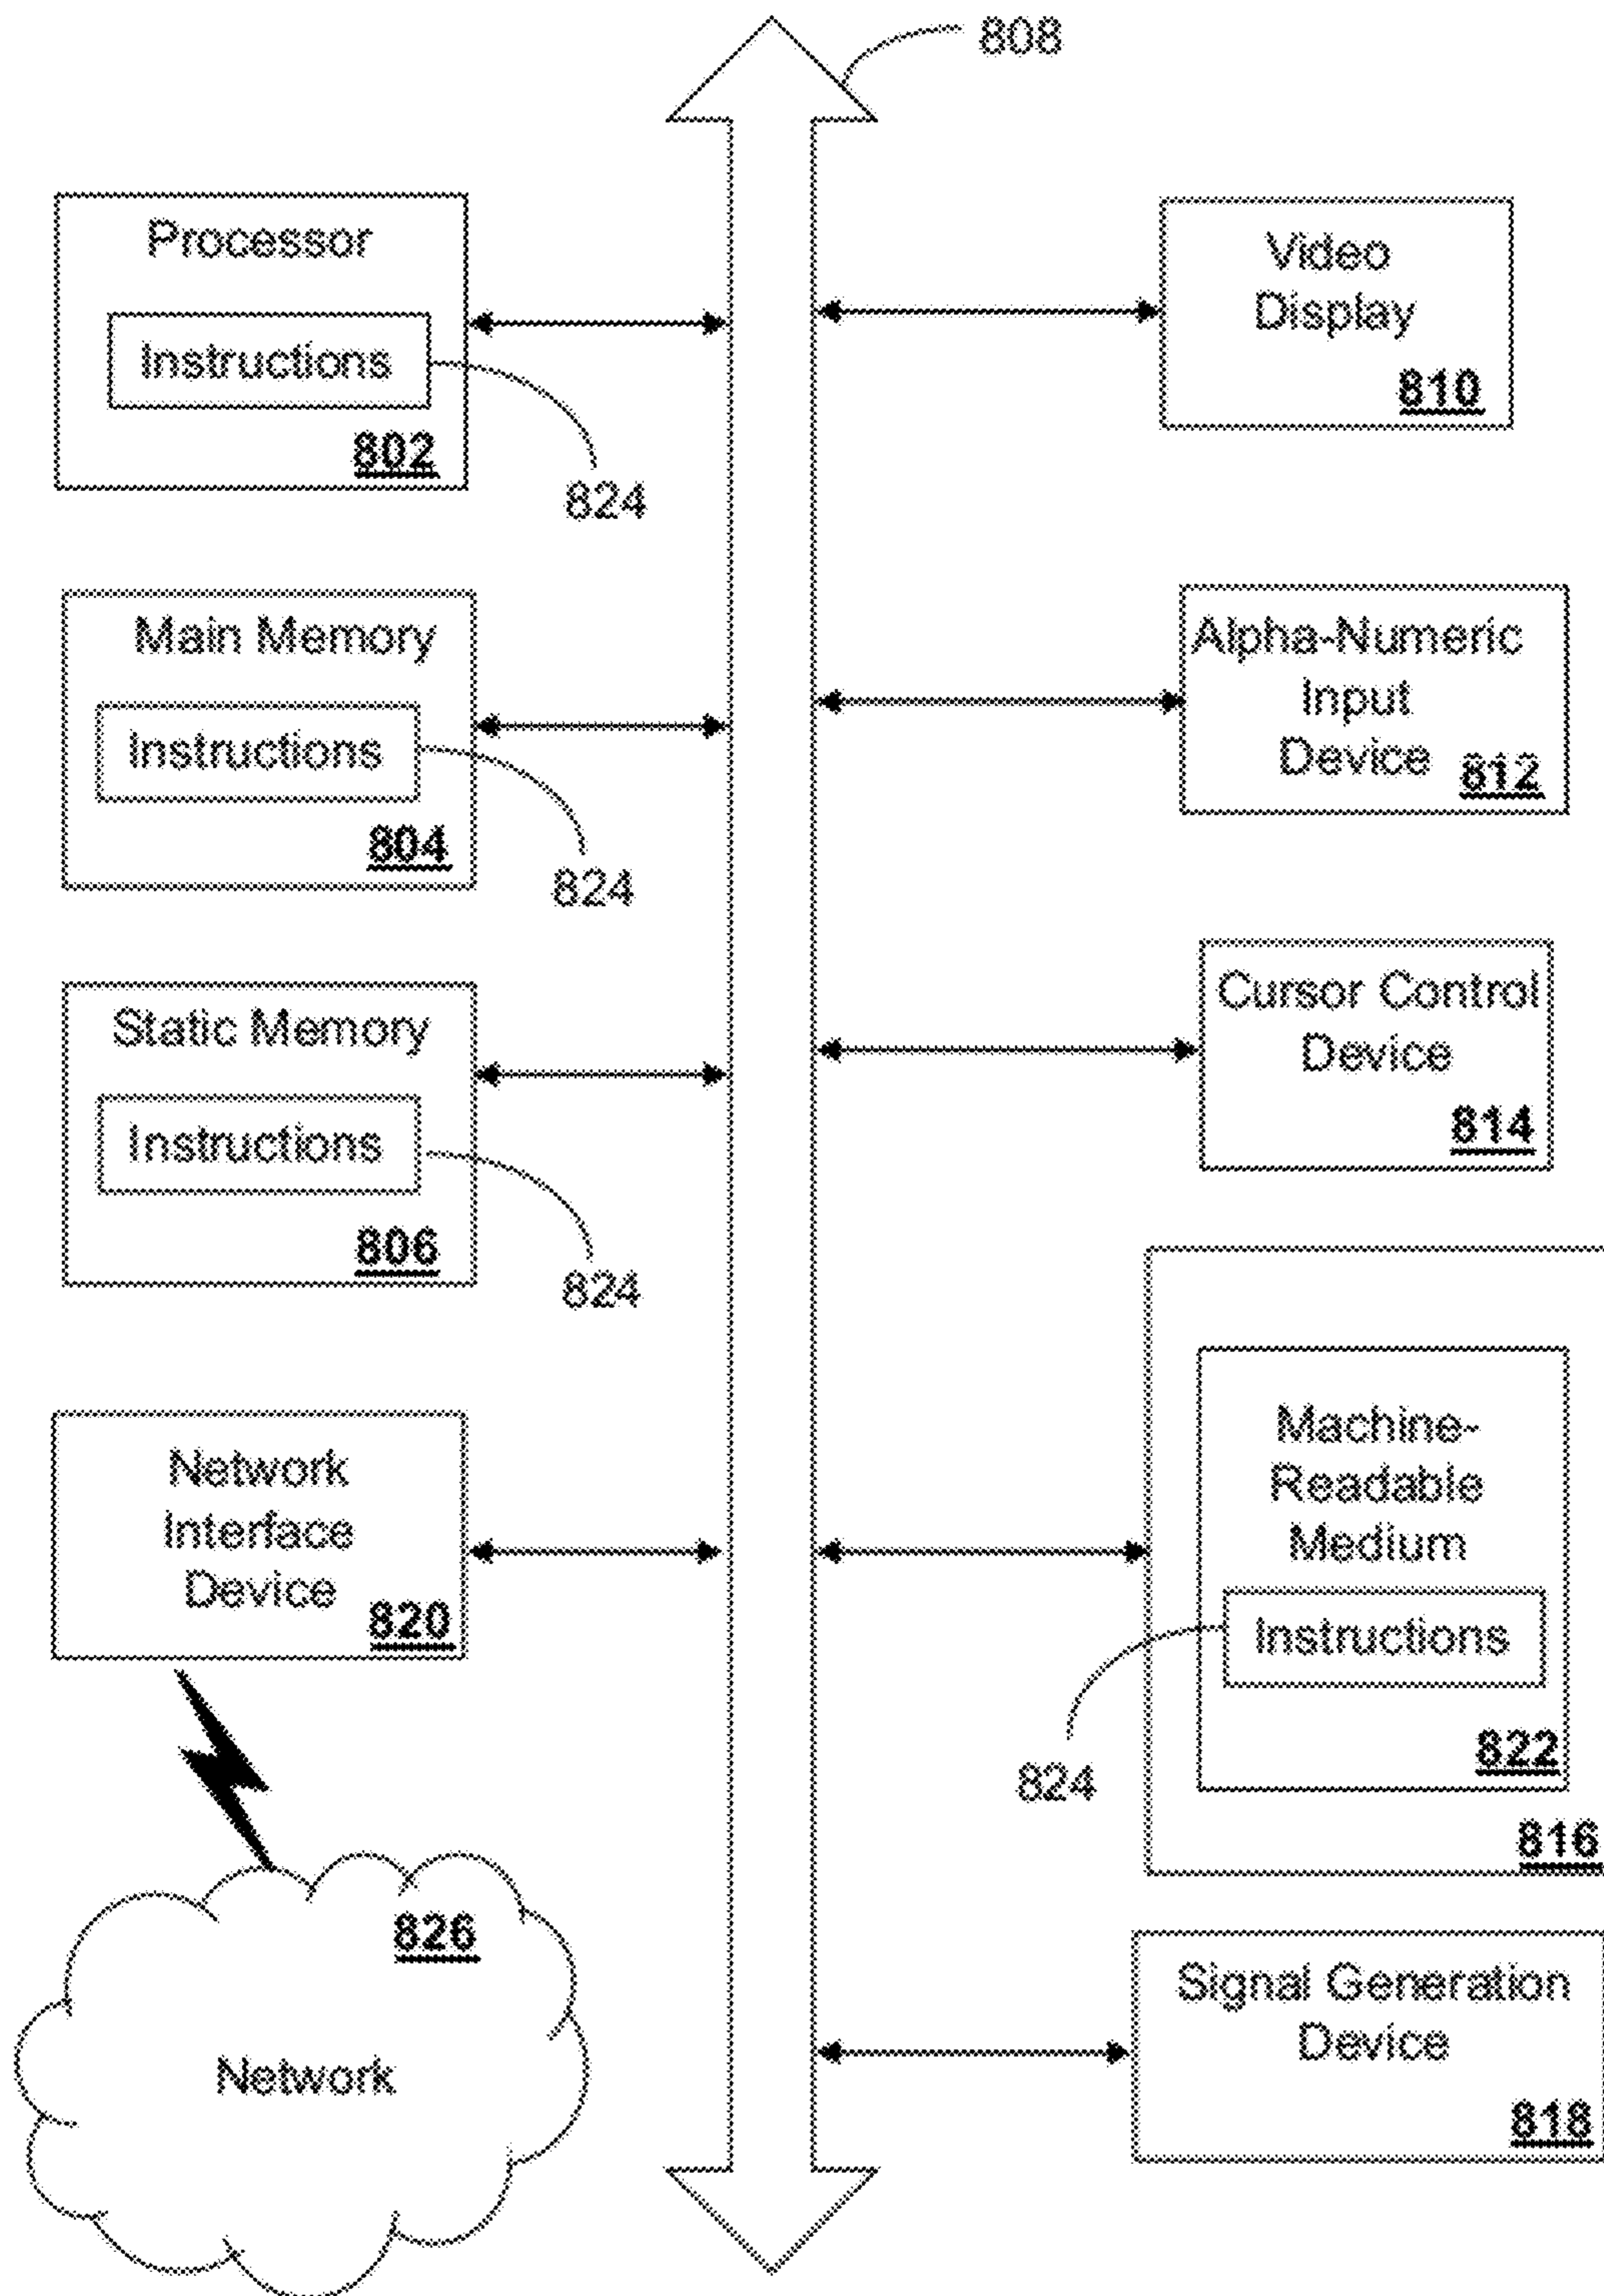 808
Processor
Instructions
802
824
Main Memory
Instructions
804
824
Static Memory
Instructions
806
824
Network
Interface
Device
820
826
Network
Video
Display
810
Alpha-Numeric
Input
Device
812
Cursor Control
Device
814
Machine-
Readable
Medium
Instructions
822
824
816
Signal Generation
Device
818